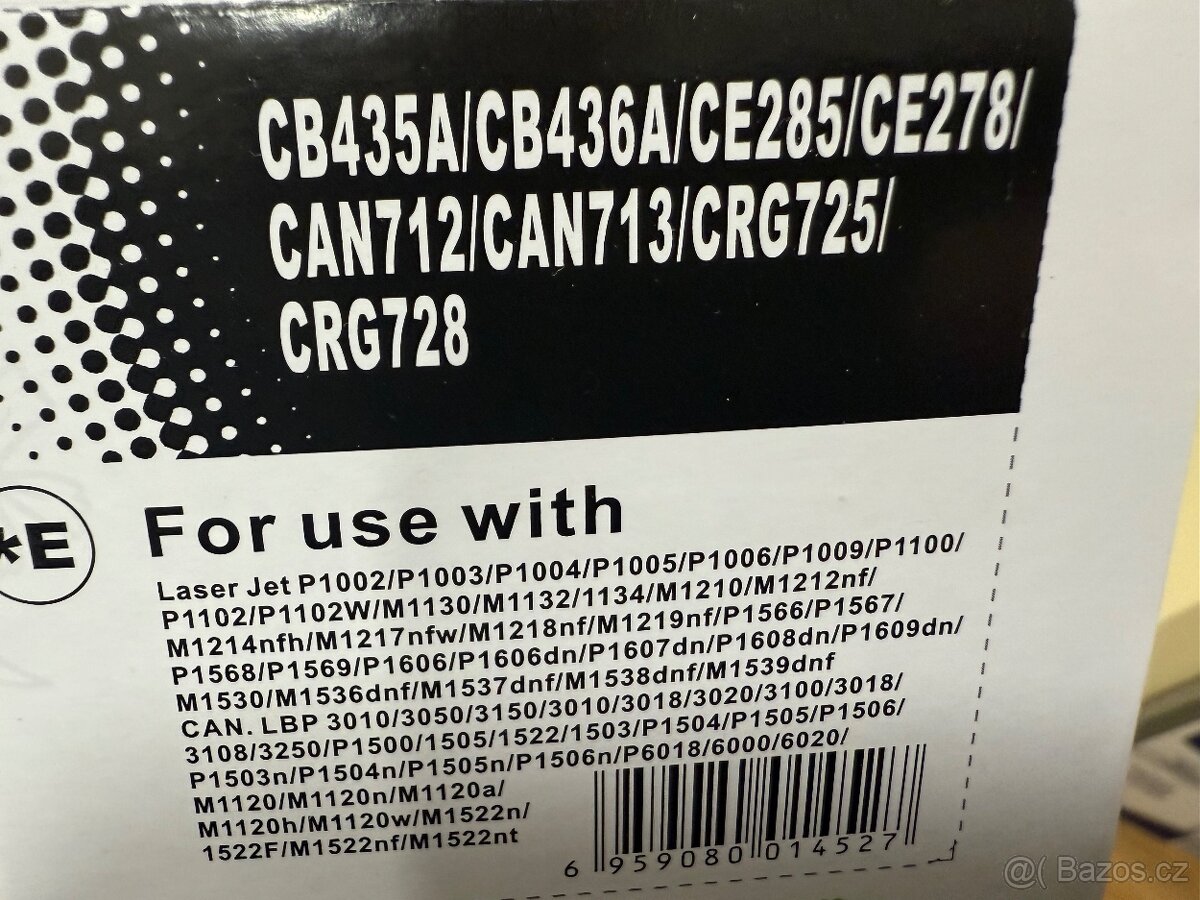 CB435A/CB436A/CE285/CE278/
CAN712/CAN713/CRG725/
CRG728
*E
For use with
Laser Jet P1002/P1003/P1004/P1005/P1006/P1009/P1100/
P1102/P1102W/M1130/M1132/1134/M1210/M1212nf/
M1214nfh/M1217nfw/M1218nf/M1219nf/P1566/P1567/
P1568/P1569/P1606/P1606dn/P1607dn/P1608dn/P1609dn/
M1530/M1536dnf/M1537dnf/M1538dnf/M1539dnf
CAN. LBP 3010/3050/3150/3010/3018/3020/3100/3018/
3108/3250/P1500/1505/1522/1503/P1504/P1505/P1506/
P1503n/P1504n/P1505n/P1506n/P6018/6000/6020/
M1120/M1120n/M1120a/
M1120h/M1120w/M1522n/
1522F/M1522nf/M1522nt
6 959080 014527
@( Bazos.cz